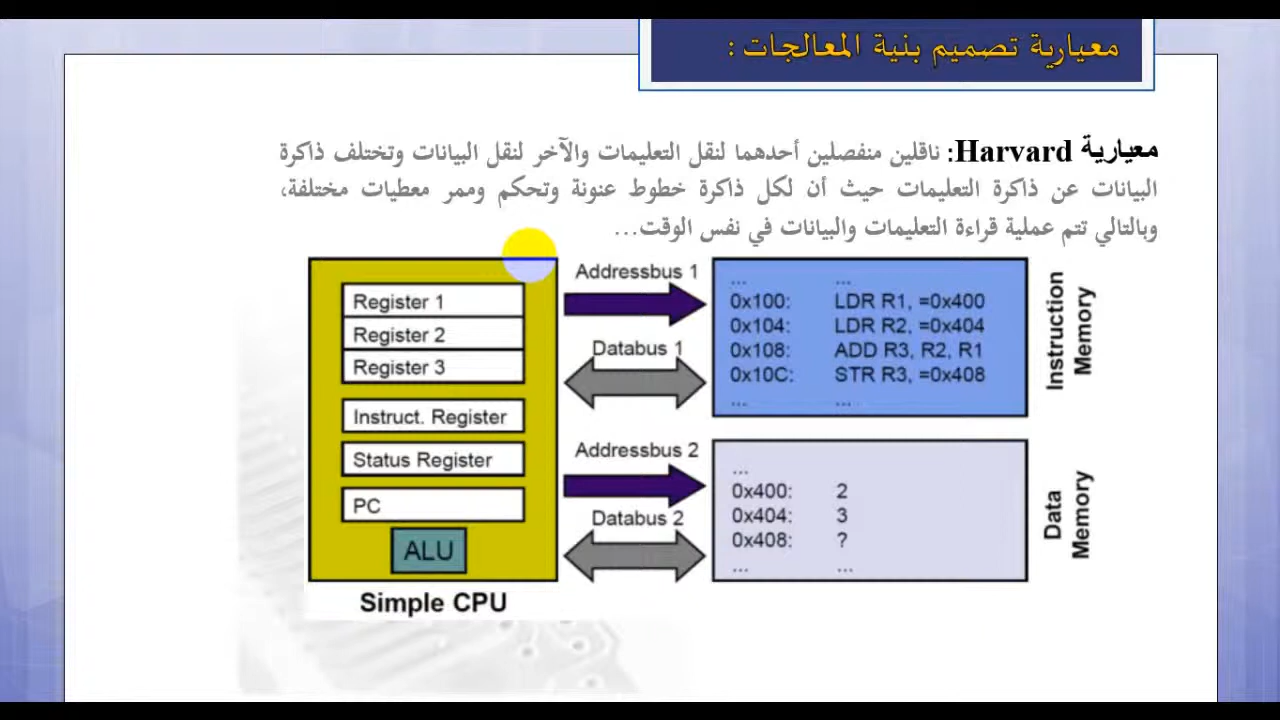 معيارية تصميم بنية المعالجات :
معيارية Harvard: ناقلين منفصلين أحدهما لنقل التعليمات والآخر لنقل البيانات وتختلف ذاكرة
البيانات عن ذاكرة التعليمات حيث أن لكل ذاكرة خطوط عنونة وتحكم وممر معطيات مختلفة،
وبالتالي تتم عملية قراءة التعليمات والبيانات في نفس الوقت...
Register 1
Register 2
Register 3
Instruct. Register
Status Register
PC
ALU
Simple CPU
Addressbus 1
Databus 1
Addressbus 2
Databus 2
... ...
0x100: LDR R1, =0x400
0x104: LDR R2, =0x404
0x108: ADD R3, R2, R1
0x10C: STR R3, =0x408
... ...
Instruction
Memory
...
0x400: 2
0x404: 3
0x408: ?
... ...
Data
Memory